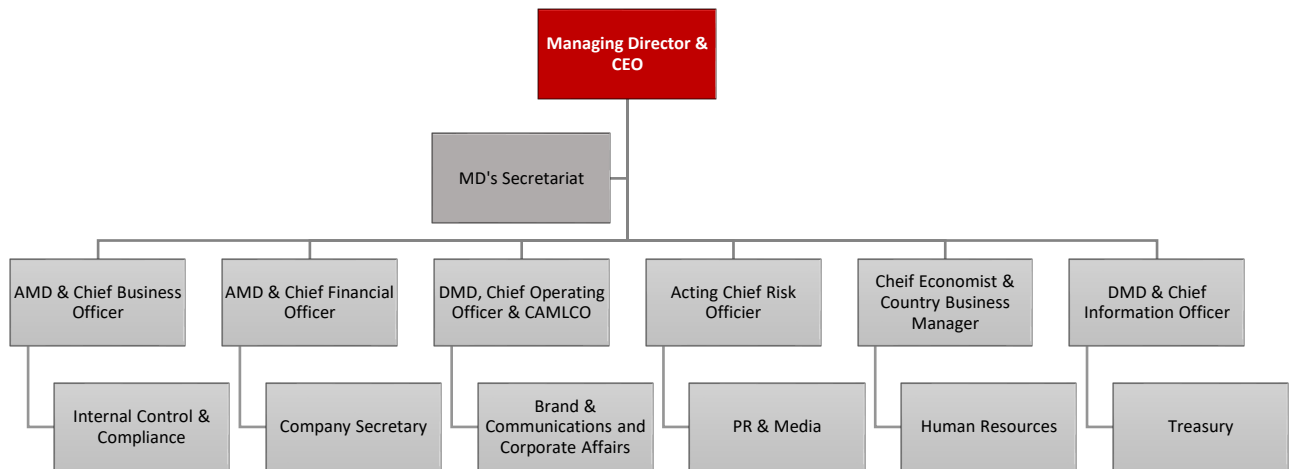 Managing Director &
CEO
MD's Secretariat
AMD & Chief Business
Officer
AMD & Chief Financial
Officer
DMD, Chief Operating
Officer & CAMLCO
Acting Chief Risk
Officier
Cheif Economist &
Country Business
Manager
DMD & Chief
Information Officer
Internal Control &
Compliance
Company Secretary
Brand &
Communications and
Corporate Affairs
PR & Media
Human Resources
Treasury